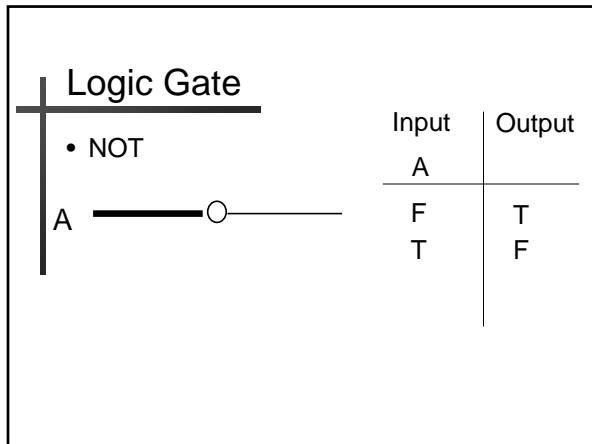 Logic Gate
• NOT
A
Input Output
A
F T
T F